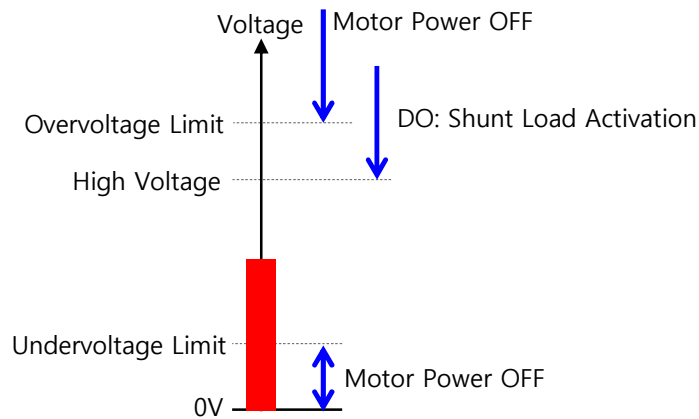 Voltage
Motor Power OFF
Overvoltage Limit
DO: Shunt Load Activation
High Voltage
Undervoltage Limit
Motor Power OFF
0V